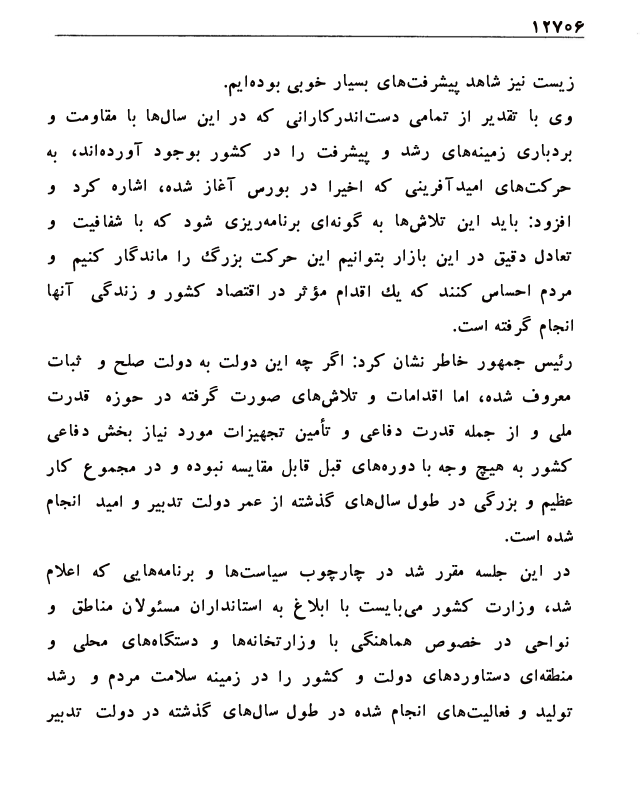 ۱۲۷۰۶
زیست نیز شاهد پیشرفت‌های بسیار خوبی بوده‌ایم.
وی با تقدیر از تمامی دست‌اندرکارانی که در این سال‌ها با مقاومت و
بردباری زمینه‌های رشد و پیشرفت را در کشور بوجود آورده‌اند، به
حرکت‌های امیدآفرینی که اخیرا در بورس آغاز شده، اشاره کرد و
افزود: باید این تلاش‌ها به گونه‌ای برنامه‌ریزی شود که با شفافیت و
تعادل دقیق در این بازار بتوانیم این حرکت بزرگ را ماندگار کنیم و
مردم احساس کنند که یك اقدام مؤثر در اقتصاد کشور و زندگی آنها
انجام گرفته است.
رئیس جمهور خاطر نشان کرد: اگر چه این دولت به دولت صلح و ثبات
معروف شده، اما اقدامات و تلاش‌های صورت گرفته در حوزه قدرت
ملی و از جمله قدرت دفاعی و تأمین تجهیزات مورد نیاز بخش دفاعی
کشور به هیچ وجه با دوره‌های قبل قابل مقایسه نبوده و در مجموع کار
عظیم و بزرگی در طول سال‌های گذشته از عمر دولت تدبیر و امید انجام
شده است.
در این جلسه مقرر شد در چارچوب سیاست‌ها و برنامه‌هایی که اعلام
شد، وزارت کشور می‌بایست با ابلاغ به استانداران مسئولان مناطق و
نواحی در خصوص هماهنگی با وزارتخانه‌ها و دستگاه‌های محلی و
منطقه‌ای دستاوردهای دولت و کشور را در زمینه سلامت مردم و رشد
تولید و فعالیت‌های انجام شده در طول سال‌های گذشته در دولت تدبیر